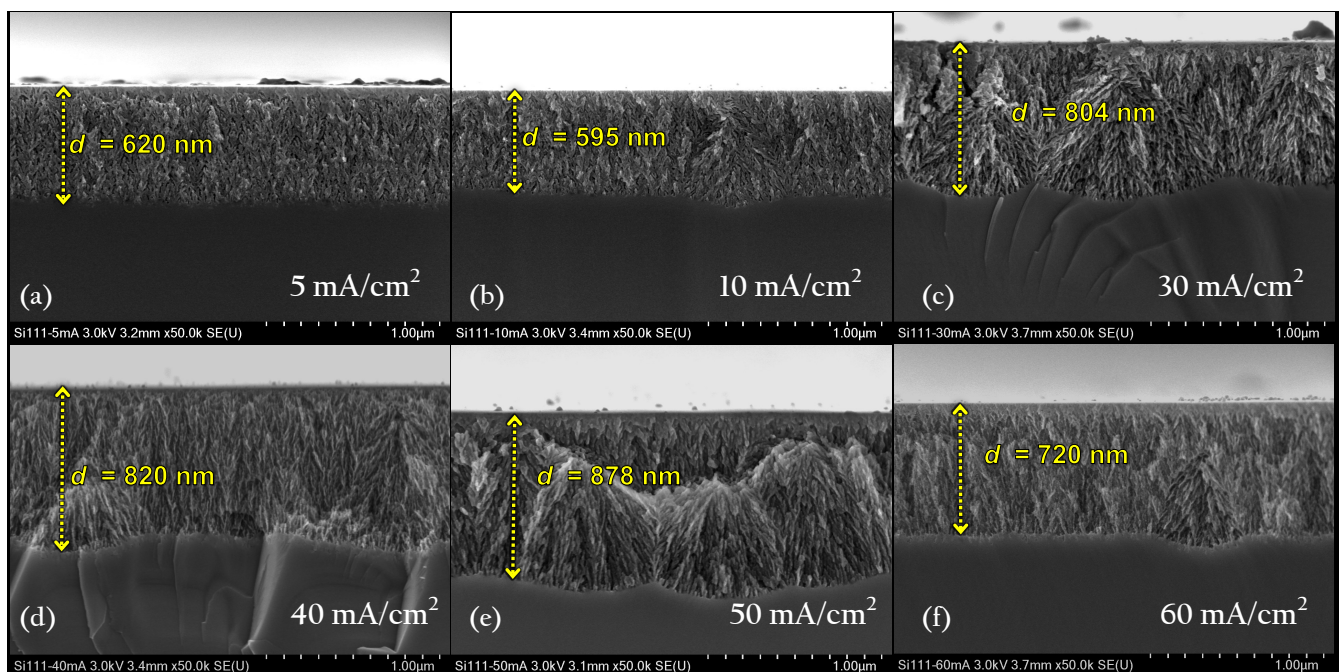 d = 620 nm
(a) 5 mA/cm²
Si111-5mA 3.0kV 3.2mm x50.0k SE(U) 1.00µm
d = 595 nm
(b) 10 mA/cm²
Si111-10mA 3.0kV 3.4mm x50.0k SE(U) 1.00µm
d = 804 nm
(c) 30 mA/cm²
Si111-30mA 3.0kV 3.7mm x50.0k SE(U) 1.00µm
d = 820 nm
(d) 40 mA/cm²
Si111-40mA 3.0kV 3.4mm x50.0k SE(U) 1.00µm
d = 878 nm
(e) 50 mA/cm²
Si111-50mA 3.0kV 3.1mm x50.0k SE(U) 1.00µm
d = 720 nm
(f) 60 mA/cm²
Si111-60mA 3.0kV 3.7mm x50.0k SE(U) 1.00µm